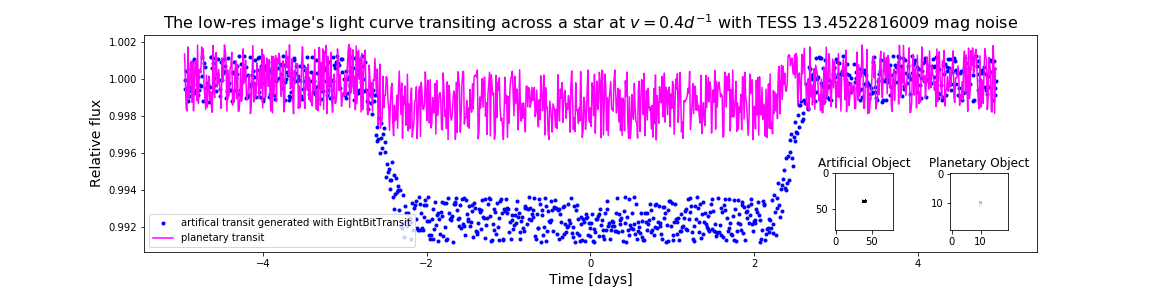 The low-res image's light curve transiting across a star at v = 0.4d⁻¹ with TESS 13.4522816009 mag noise
1.002
1.000
0.998
0.996
0.994
0.992
Relative flux
artifical transit generated with EightBitTransit
planetary transit
Artificial Object
0
50
0
50
Planetary Object
0
10
0
10
−4
−2
0
2
4
Time [days]